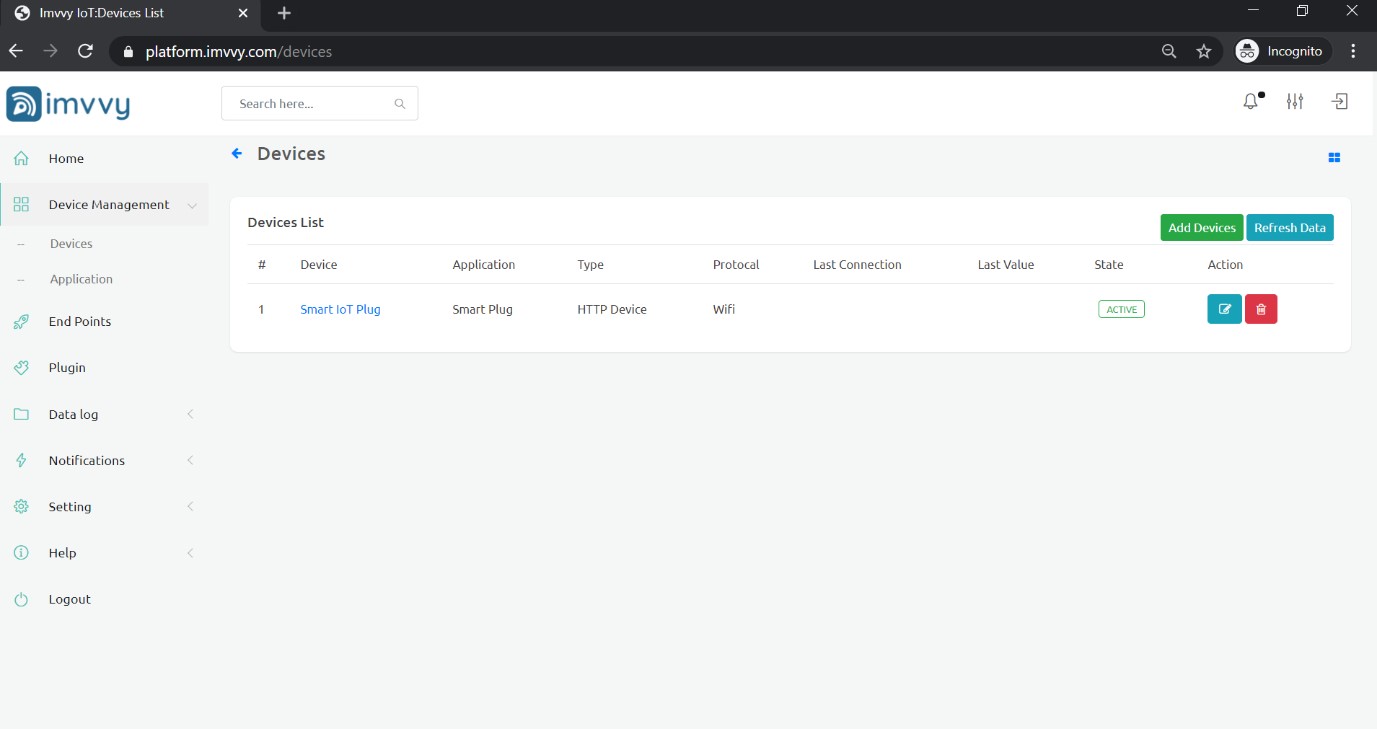 Imvvy IoT:Devices List
platform.imvvy.com/devices
Incognito
imvvy
Search here...
Home
Device Management
Devices
Application
End Points
Plugin
Data log
Notifications
Setting
Help
Logout
Devices
Devices List
Add Devices Refresh Data
# Device Application Type Protocal Last Connection Last Value State Action
1 Smart IoT Plug Smart Plug HTTP Device Wifi ACTIVE